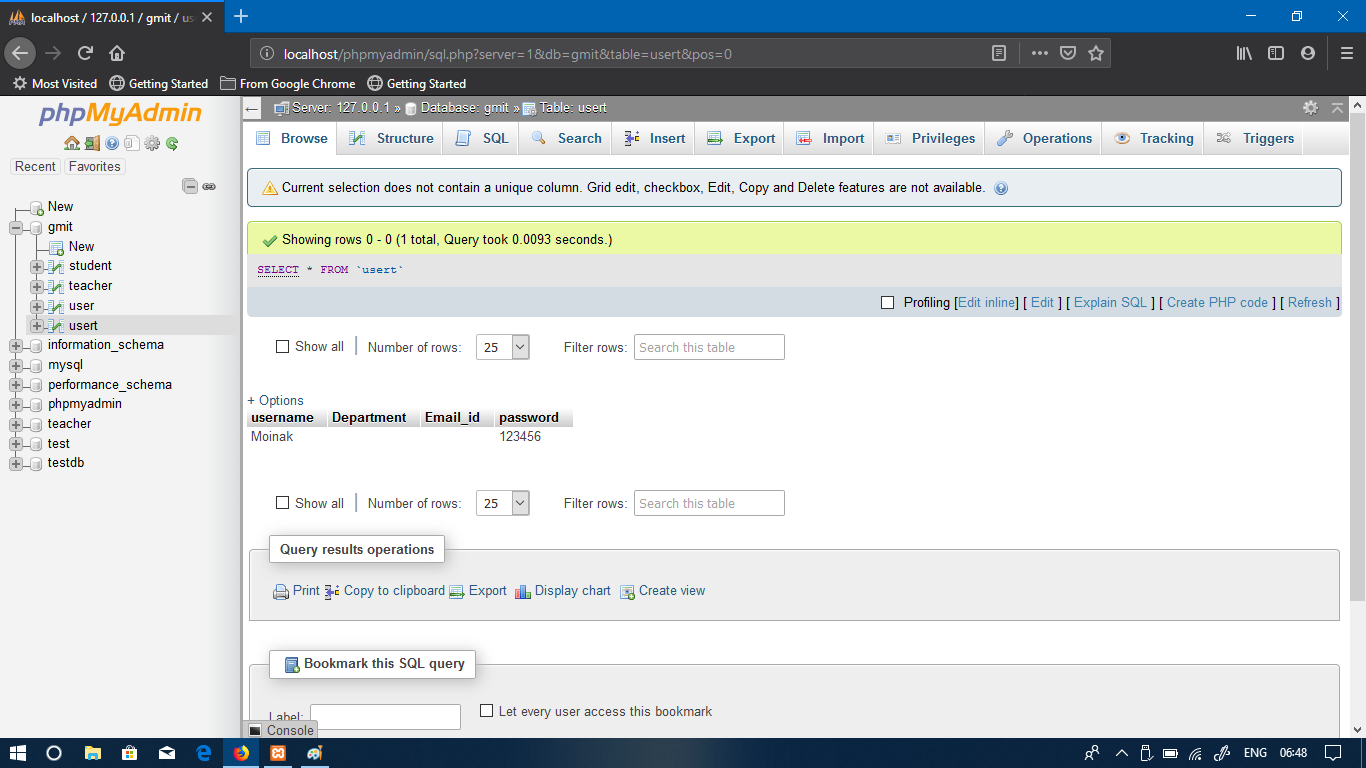 localhost / 127.0.0.1 / gmit / us
localhost/phpmyadmin/sql.php?server=1&db=gmit&table=usert&pos=0
Most Visited Getting Started From Google Chrome Getting Started
phpMyAdmin
Recent Favorites
New
gmit
New
student
teacher
user
usert
information_schema
mysql
performance_schema
phpmyadmin
teacher
test
testdb
Server: 127.0.0.1 » Database: gmit » Table: usert
Browse Structure SQL Search Insert Export Import Privileges Operations Tracking Triggers
Current selection does not contain a unique column. Grid edit, checkbox, Edit, Copy and Delete features are not available.
Showing rows 0 - 0 (1 total, Query took 0.0093 seconds.)
SELECT * FROM `usert`
Profiling [Edit inline] [ Edit ] [ Explain SQL ] [ Create PHP code ] [ Refresh ]
Show all | Number of rows: 25 Filter rows: Search this table
+ Options
username Department Email_id password
Moinak 123456
Show all | Number of rows: 25 Filter rows: Search this table
Query results operations
Print Copy to clipboard Export Display chart Create view
Bookmark this SQL query
Label: Let every user access this bookmark
Console
ENG 06:48